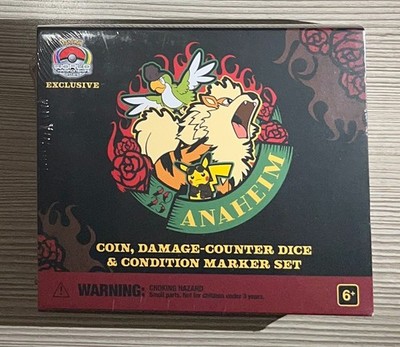 EXCLUSIVE
ANAHEIM
COIN, DAMAGE-COUNTER DICE
& CONDITION MARKER SET
WARNING: CHOKING HAZARD
Small parts. Not for children under 3 years.
6+